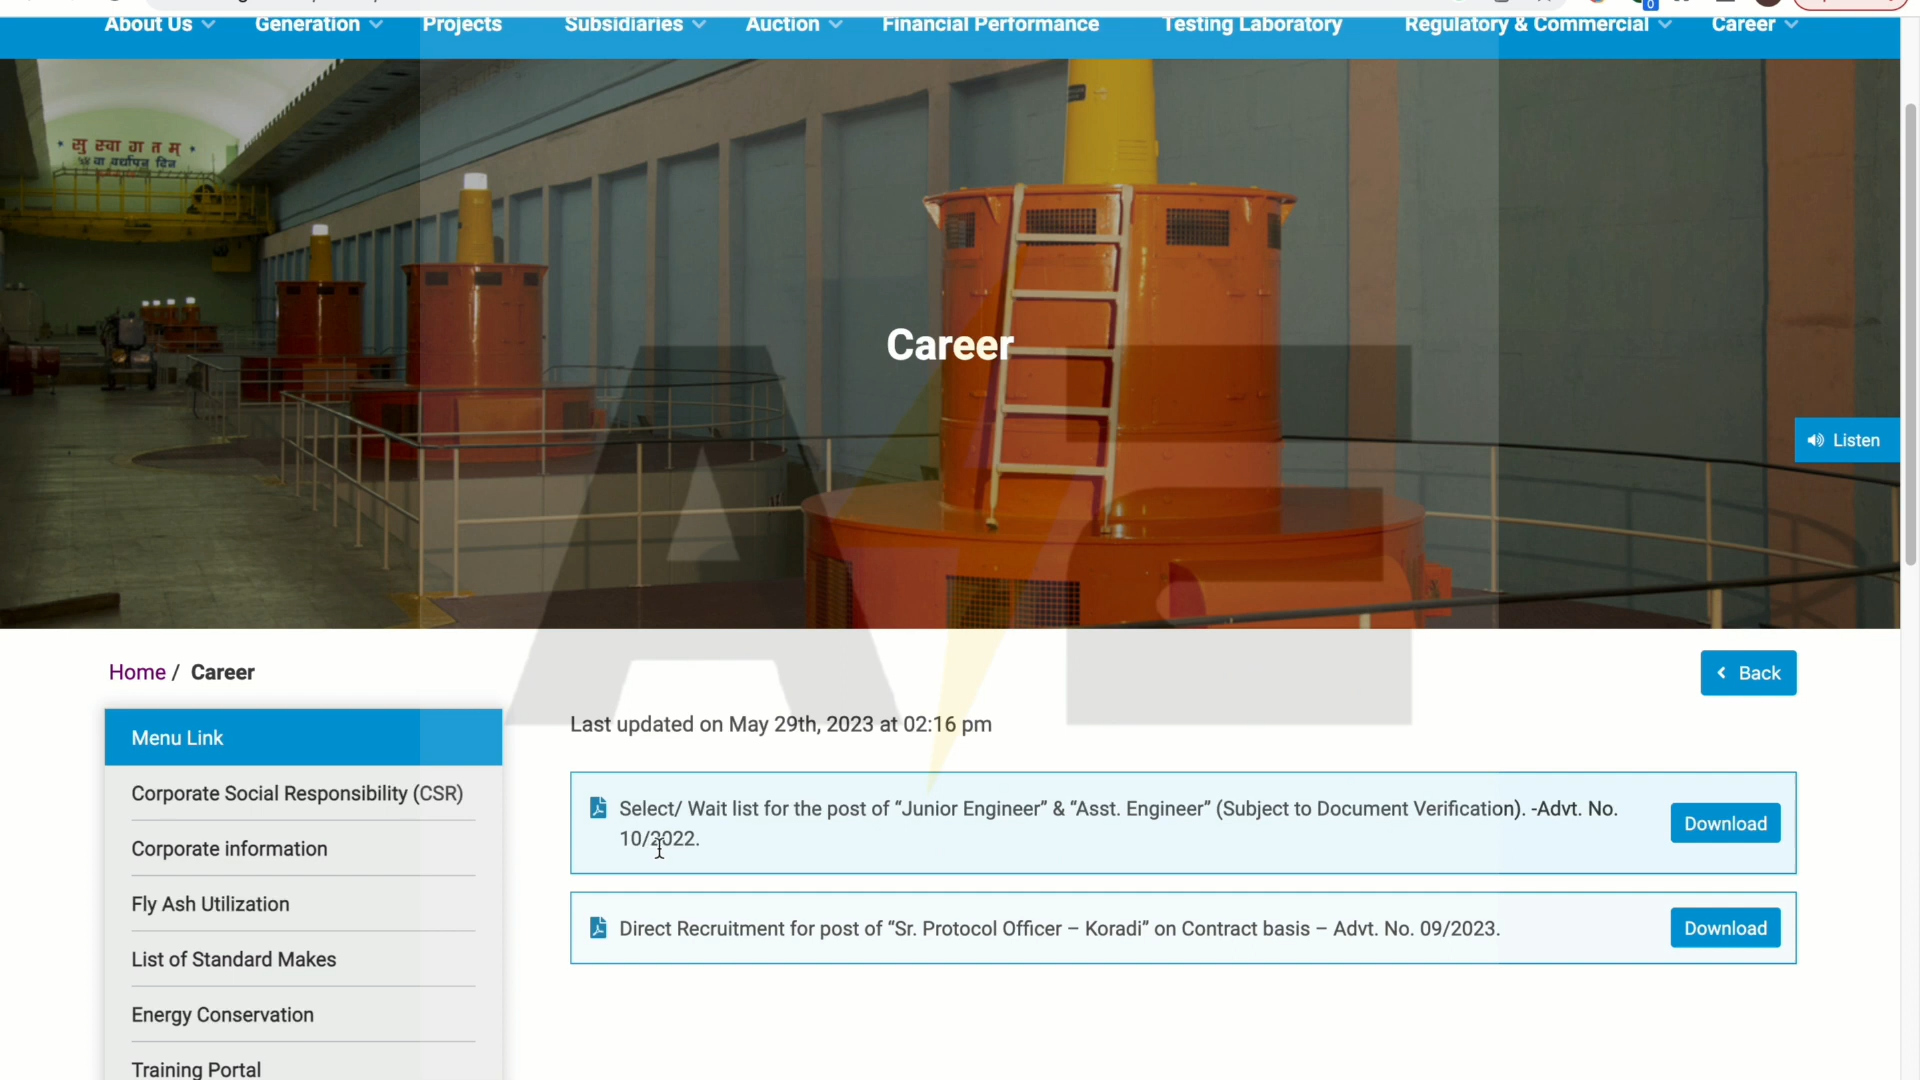 About Us
Generation
Projects
Subsidiaries
Auction
Financial Performance
Testing Laboratory
Regulatory & Commercial
Career
0
सु स्वा ग त म्
वा वर्धापन दिन
Career
Listen
Home / Career
Back
Menu Link
Last updated on May 29th, 2023 at 02:16 pm
Corporate Social Responsibility (CSR)
Select/ Wait list for the post of “Junior Engineer” & “Asst. Engineer” (Subject to Document Verification). -Advt. No.
10/2022.
Download
Corporate information
Fly Ash Utilization
Direct Recruitment for post of “Sr. Protocol Officer – Koradi” on Contract basis – Advt. No. 09/2023.
Download
List of Standard Makes
Energy Conservation
Training Portal
AE